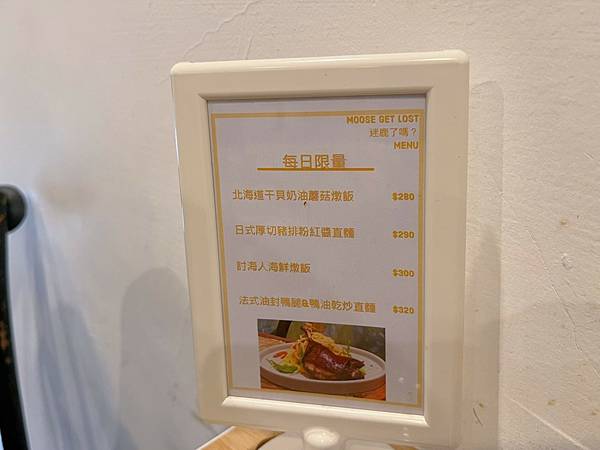 MOOSE GET LOST
迷鹿了嗎？
MENU
每日限量
北海道干貝奶油蘑菇燉飯 $280
日式厚切豬排粉紅醬直麵 $290
討海人海鮮燉飯 $300
法式油封鴨腿&鴨油乾炒直麵 $320